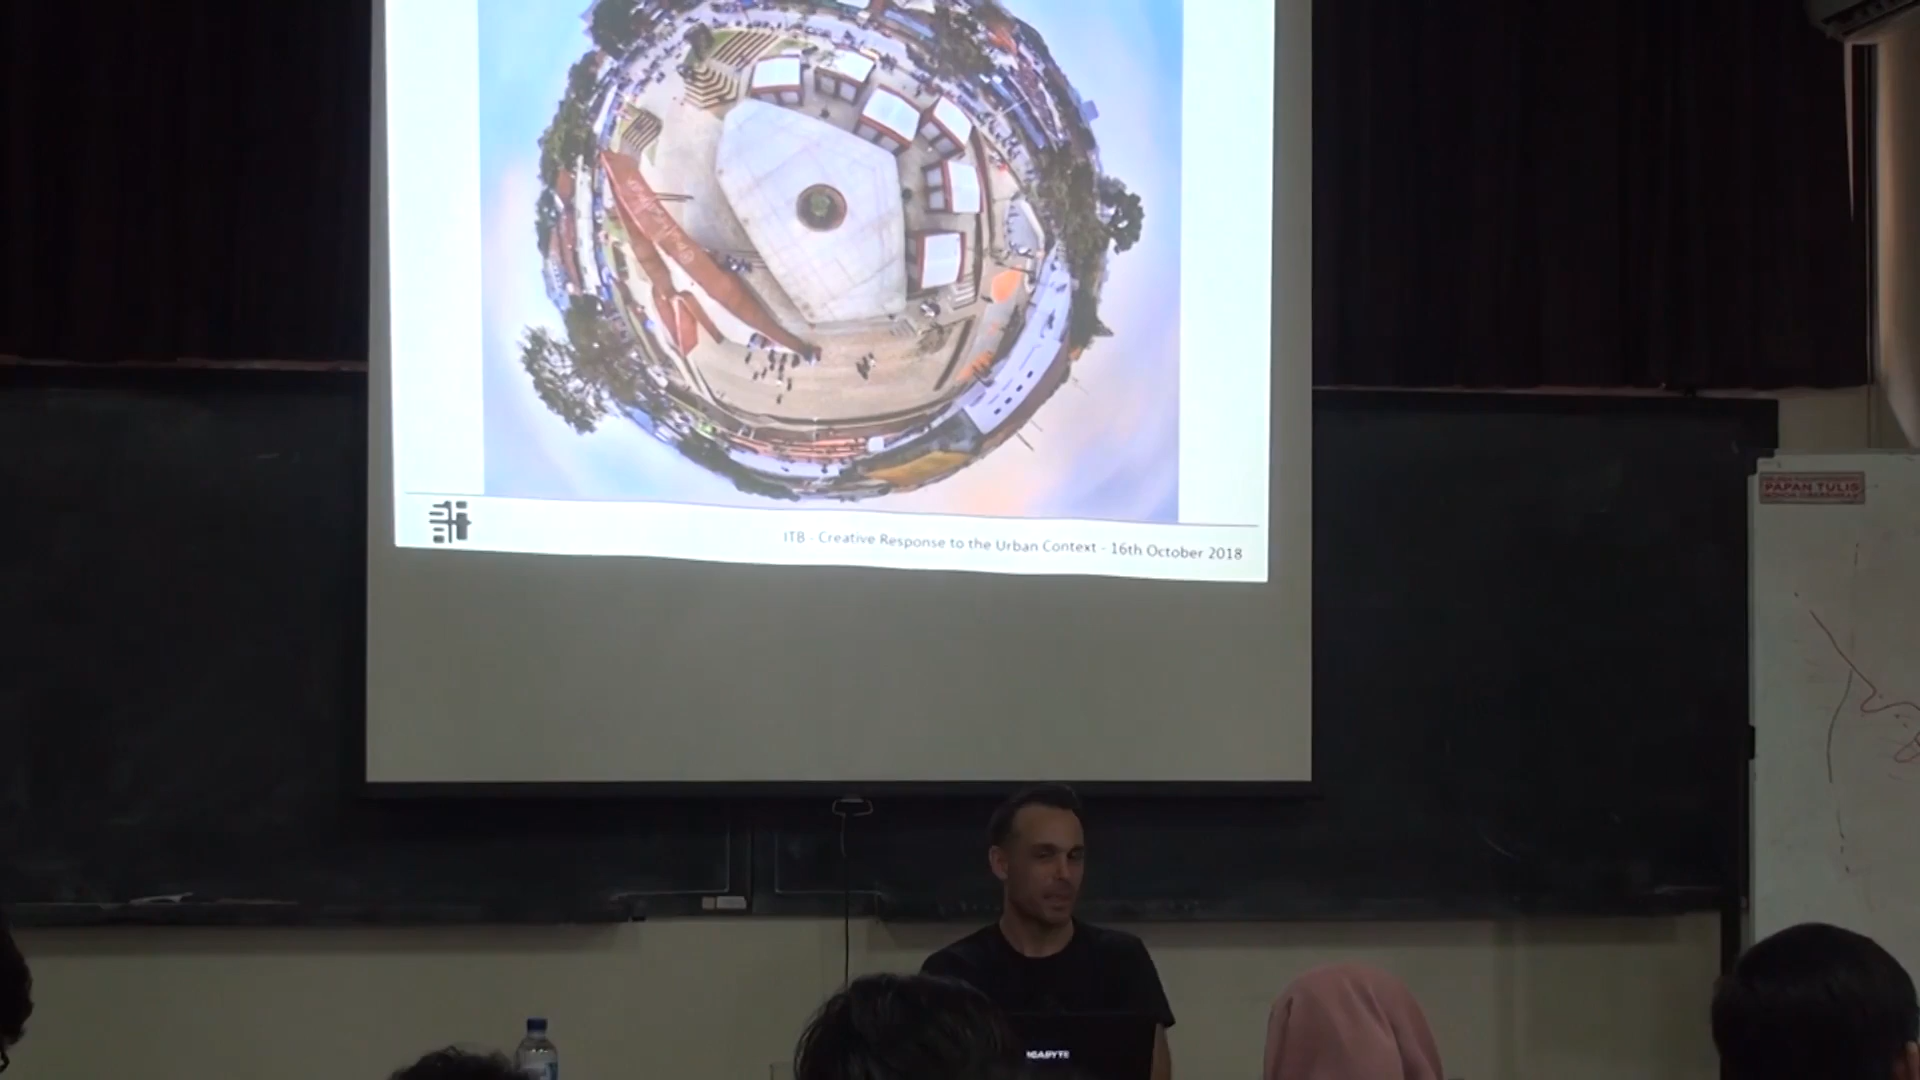 ITB - Creative Response to the Urban Context - 16th October 2018
PAPAN TULIS